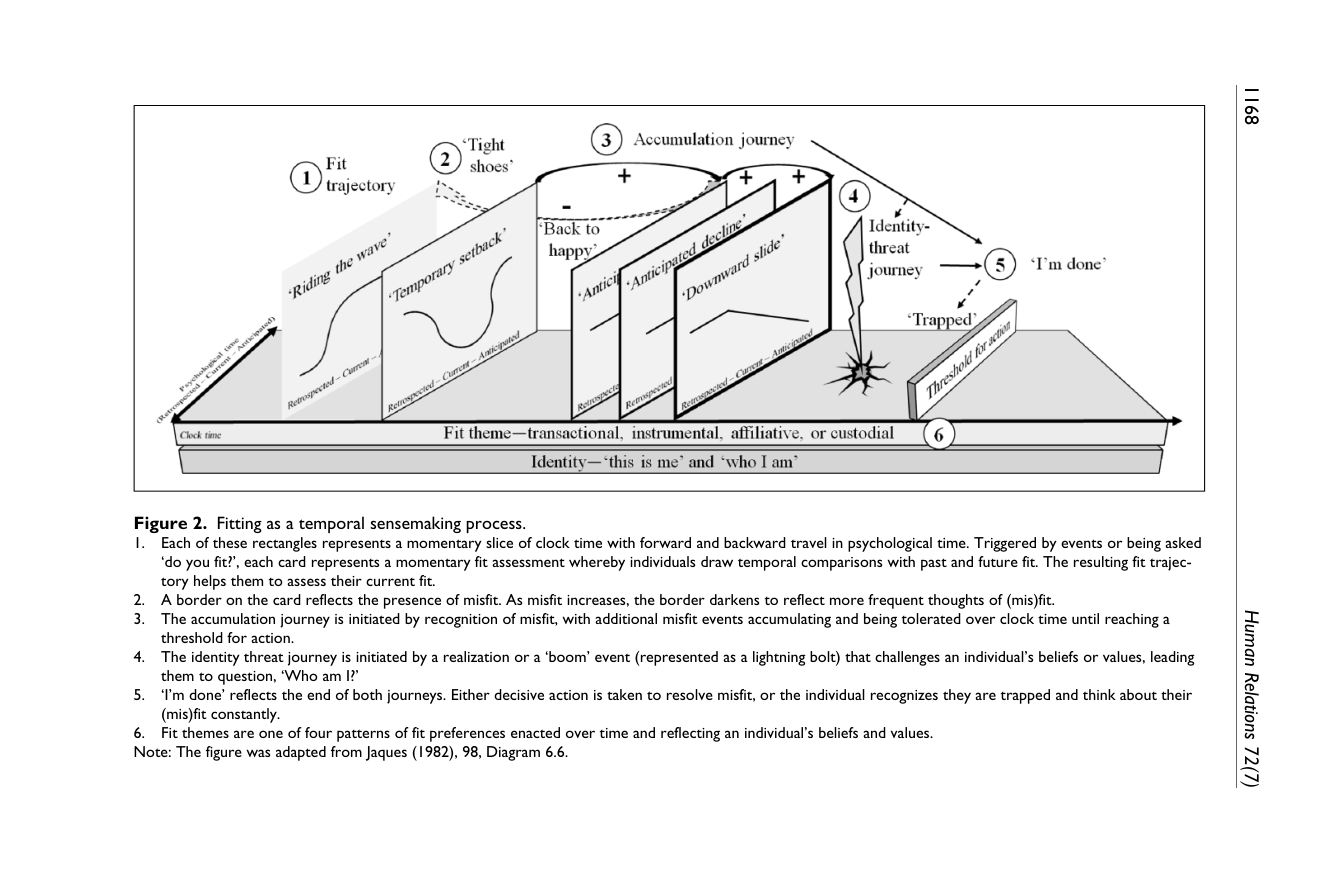 1168
Human Relations 72(7)
3 Accumulation journey
1 Fit
trajectory
2 ‘Tight
shoes’
+
+
+
-
‘Back to
happy’
4
Identity-
threat
journey
5 ‘I’m done’
‘Trapped’
Threshold for action
‘Riding the wave’
‘Temporary setback’
‘Anticip
‘Anticipated decline’
‘Downward slide’
Retrospected – Current – A
Retrospected – Current – Anticipated
Retrospecte
Retrospected
Retrospected – Current – Anticipated
Psychological time
(Retrospected – Current – Anticipated)
Clock time
Fit theme—transactional, instrumental, affiliative, or custodial
6
Identity—‘this is me’ and ‘who I am’
Figure 2. Fitting as a temporal sensemaking process.
1. Each of these rectangles represents a momentary slice of clock time with forward and backward travel in psychological time. Triggered by events or being asked
‘do you fit?’, each card represents a momentary fit assessment whereby individuals draw temporal comparisons with past and future fit. The resulting fit trajec-
tory helps them to assess their current fit.
2. A border on the card reflects the presence of misfit. As misfit increases, the border darkens to reflect more frequent thoughts of (mis)fit.
3. The accumulation journey is initiated by recognition of misfit, with additional misfit events accumulating and being tolerated over clock time until reaching a
threshold for action.
4. The identity threat journey is initiated by a realization or a ‘boom’ event (represented as a lightning bolt) that challenges an individual’s beliefs or values, leading
them to question, ‘Who am I?’
5. ‘I’m done’ reflects the end of both journeys. Either decisive action is taken to resolve misfit, or the individual recognizes they are trapped and think about their
(mis)fit constantly.
6. Fit themes are one of four patterns of fit preferences enacted over time and reflecting an individual’s beliefs and values.
Note: The figure was adapted from Jaques (1982), 98, Diagram 6.6.